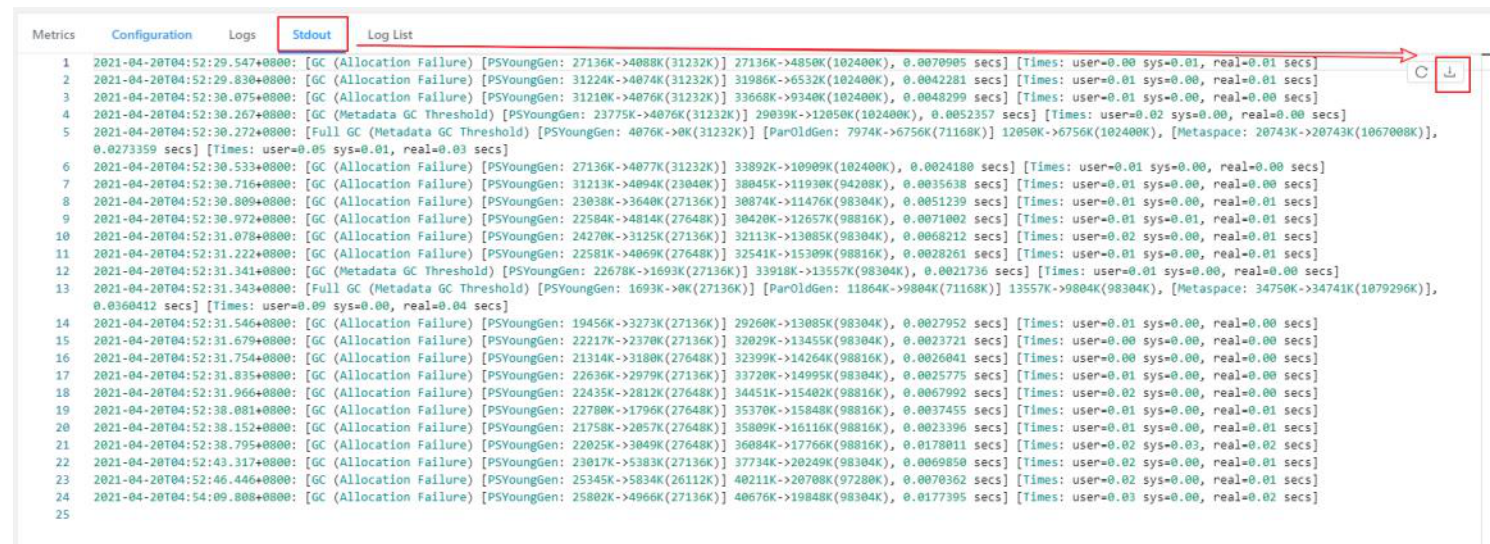 Metrics Configuration Logs Stdout Log List
1 2021-04-20T04:52:29.547+0800: [GC (Allocation Failure) [PSYoungGen: 27136K->4088K(31232K)] 27136K->4850K(102400K), 0.0070905 secs] [Times: user=0.00 sys=0.01, real=0.01 secs]
2 2021-04-20T04:52:29.830+0800: [GC (Allocation Failure) [PSYoungGen: 31224K->4074K(31232K)] 31986K->6532K(102400K), 0.0042281 secs] [Times: user=0.01 sys=0.00, real=0.01 secs]
3 2021-04-20T04:52:30.075+0800: [GC (Allocation Failure) [PSYoungGen: 31210K->4076K(31232K)] 33668K->9340K(102400K), 0.0048299 secs] [Times: user=0.01 sys=0.01, real=0.00 secs]
4 2021-04-20T04:52:30.267+0800: [GC (Metadata GC Threshold) [PSYoungGen: 23775K->4076K(31232K)] 29039K->12050K(102400K), 0.0052357 secs] [Times: user=0.02 sys=0.00, real=0.00 secs]
5 2021-04-20T04:52:30.272+0800: [Full GC (Metadata GC Threshold) [PSYoungGen: 4076K->0K(31232K)] [ParOldGen: 7974K->6756K(71168K)] 12050K->6756K(102400K), [Metaspace: 20743K->20743K(1067008K)],
0.0273359 secs] [Times: user=0.05 sys=0.01, real=0.03 secs]
6 2021-04-20T04:52:30.533+0800: [GC (Allocation Failure) [PSYoungGen: 27136K->4077K(31232K)] 33892K->10909K(102400K), 0.0024180 secs] [Times: user=0.01 sys=0.00, real=0.00 secs]
7 2021-04-20T04:52:30.716+0800: [GC (Allocation Failure) [PSYoungGen: 31213K->4094K(23040K)] 38045K->11930K(94208K), 0.0035638 secs] [Times: user=0.01 sys=0.00, real=0.01 secs]
8 2021-04-20T04:52:30.809+0800: [GC (Allocation Failure) [PSYoungGen: 23038K->3640K(27136K)] 30874K->11476K(98304K), 0.0051239 secs] [Times: user=0.01 sys=0.00, real=0.01 secs]
9 2021-04-20T04:52:30.972+0800: [GC (Allocation Failure) [PSYoungGen: 22584K->4814K(27648K)] 30420K->12657K(98816K), 0.0071002 secs] [Times: user=0.01 sys=0.01, real=0.01 secs]
10 2021-04-20T04:52:31.078+0800: [GC (Allocation Failure) [PSYoungGen: 24270K->3125K(27136K)] 32113K->13085K(98304K), 0.0068212 secs] [Times: user=0.02 sys=0.00, real=0.01 secs]
11 2021-04-20T04:52:31.222+0800: [GC (Allocation Failure) [PSYoungGen: 22581K->4069K(27648K)] 32541K->15309K(98816K), 0.0028261 secs] [Times: user=0.01 sys=0.00, real=0.01 secs]
12 2021-04-20T04:52:31.341+0800: [GC (Metadata GC Threshold) [PSYoungGen: 22678K->1693K(27136K)] 33918K->13557K(98304K), 0.0021736 secs] [Times: user=0.01 sys=0.00, real=0.00 secs]
13 2021-04-20T04:52:31.343+0800: [Full GC (Metadata GC Threshold) [PSYoungGen: 1693K->0K(27136K)] [ParOldGen: 11864K->9804K(71168K)] 13557K->9804K(98304K), [Metaspace: 34750K->34741K(1079296K)],
0.0360412 secs] [Times: user=0.09 sys=0.00, real=0.04 secs]
14 2021-04-20T04:52:31.546+0800: [GC (Allocation Failure) [PSYoungGen: 19456K->3273K(27136K)] 29260K->13085K(98304K), 0.0027952 secs] [Times: user=0.01 sys=0.00, real=0.00 secs]
15 2021-04-20T04:52:31.679+0800: [GC (Allocation Failure) [PSYoungGen: 22217K->2370K(27136K)] 32029K->13455K(98304K), 0.0023721 secs] [Times: user=0.01 sys=0.00, real=0.00 secs]
16 2021-04-20T04:52:31.754+0800: [GC (Allocation Failure) [PSYoungGen: 21314K->3180K(27648K)] 32399K->14264K(98816K), 0.0026041 secs] [Times: user=0.00 sys=0.00, real=0.00 secs]
17 2021-04-20T04:52:31.835+0800: [GC (Allocation Failure) [PSYoungGen: 22636K->2979K(27136K)] 33720K->14995K(98304K), 0.0025775 secs] [Times: user=0.01 sys=0.00, real=0.00 secs]
18 2021-04-20T04:52:31.966+0800: [GC (Allocation Failure) [PSYoungGen: 22435K->2812K(27648K)] 34451K->15402K(98816K), 0.0067992 secs] [Times: user=0.02 sys=0.00, real=0.00 secs]
19 2021-04-20T04:52:38.081+0800: [GC (Allocation Failure) [PSYoungGen: 22780K->1796K(27648K)] 35370K->15848K(98816K), 0.0037455 secs] [Times: user=0.01 sys=0.00, real=0.01 secs]
20 2021-04-20T04:52:38.152+0800: [GC (Allocation Failure) [PSYoungGen: 21758K->2057K(27648K)] 35809K->16116K(98816K), 0.0023396 secs] [Times: user=0.01 sys=0.00, real=0.01 secs]
21 2021-04-20T04:52:38.795+0800: [GC (Allocation Failure) [PSYoungGen: 22025K->3049K(27648K)] 36084K->17766K(98816K), 0.0178011 secs] [Times: user=0.02 sys=0.03, real=0.02 secs]
22 2021-04-20T04:52:43.317+0800: [GC (Allocation Failure) [PSYoungGen: 23017K->5383K(27136K)] 37734K->20249K(98304K), 0.0069850 secs] [Times: user=0.02 sys=0.00, real=0.01 secs]
23 2021-04-20T04:52:46.446+0800: [GC (Allocation Failure) [PSYoungGen: 25345K->5834K(26112K)] 40211K->20708K(97280K), 0.0070362 secs] [Times: user=0.02 sys=0.00, real=0.01 secs]
24 2021-04-20T04:54:09.808+0800: [GC (Allocation Failure) [PSYoungGen: 25802K->4966K(27136K)] 40676K->19848K(98304K), 0.0177395 secs] [Times: user=0.03 sys=0.00, real=0.02 secs]
25